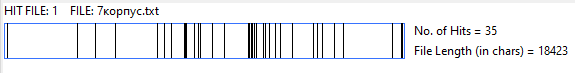 HIT FILE: 1 FILE: 7корпус.txt
No. of Hits = 35
File Length (in chars) = 18423